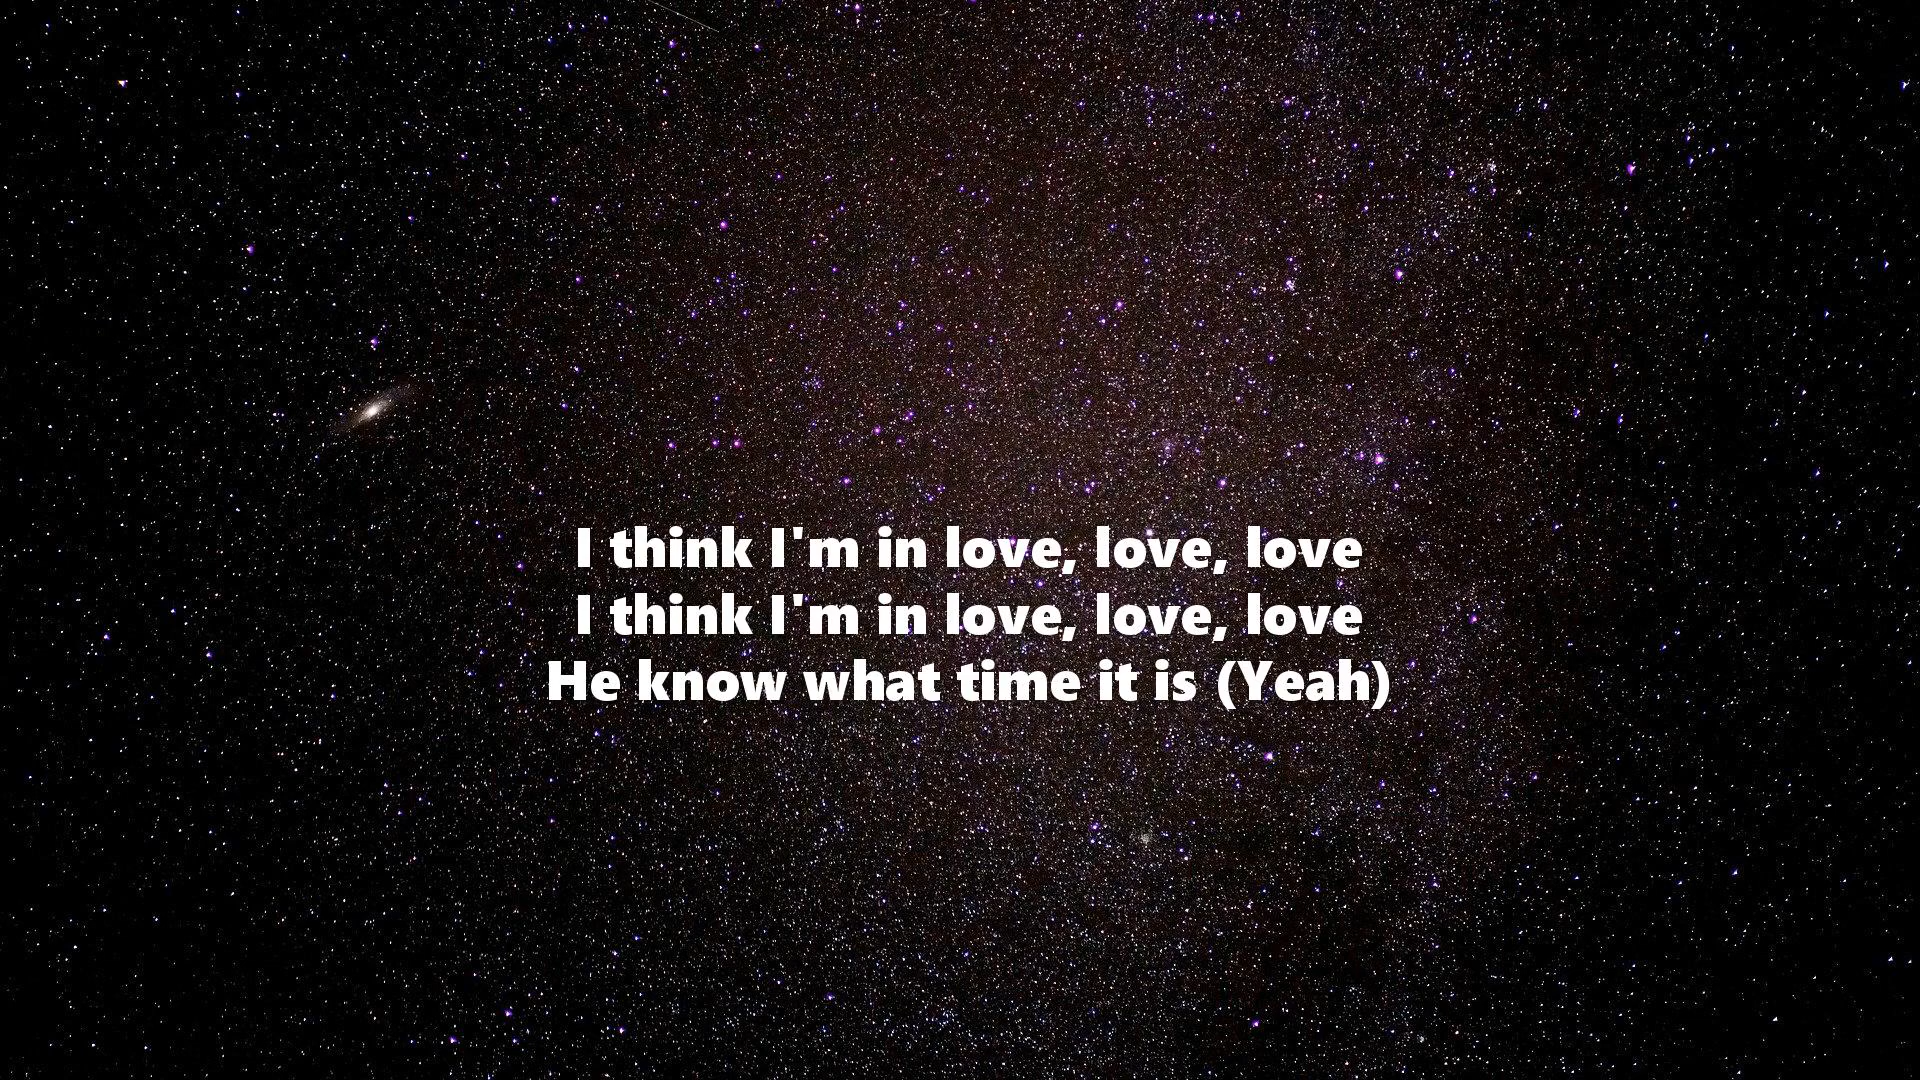 I think I'm in love, love, love
I think I'm in love, love, love
He know what time it is (Yeah)